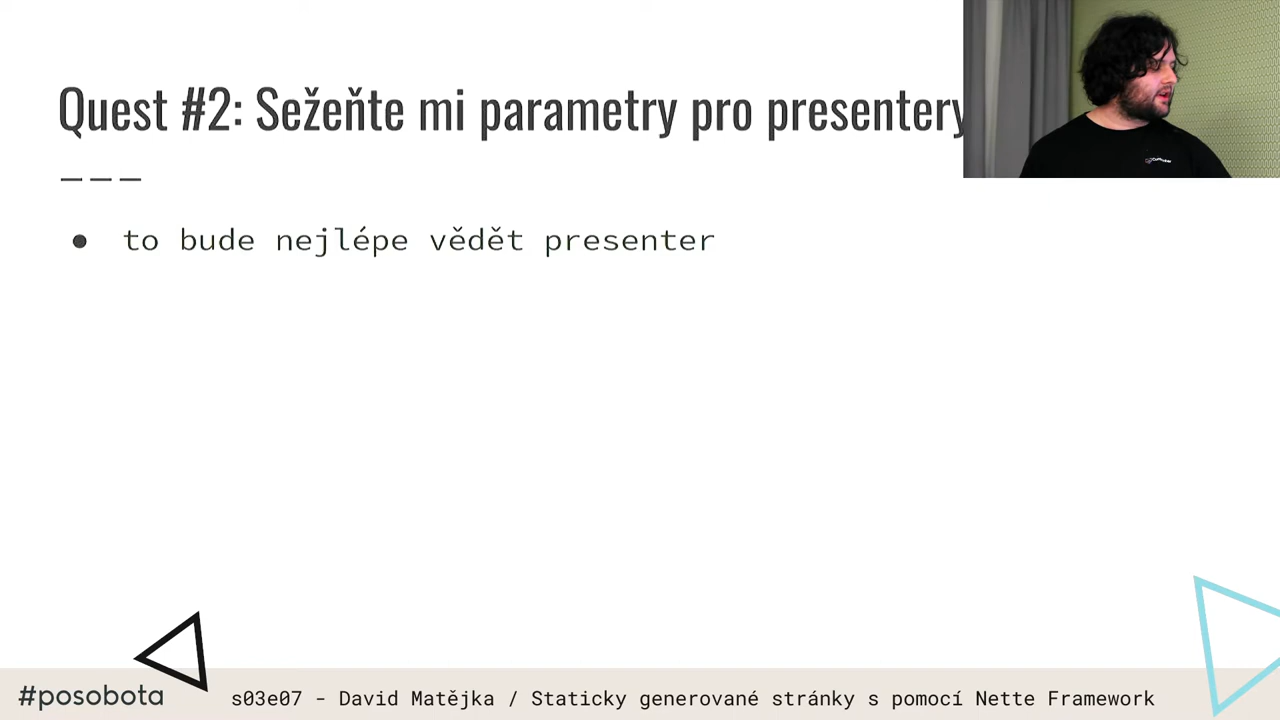 Quest #2: Sežeňte mi parametry pro presentery
to bude nejlépe vědět presenter
#posobota
s03e07 - David Matějka / Staticky generované stránky s pomocí Nette Framework